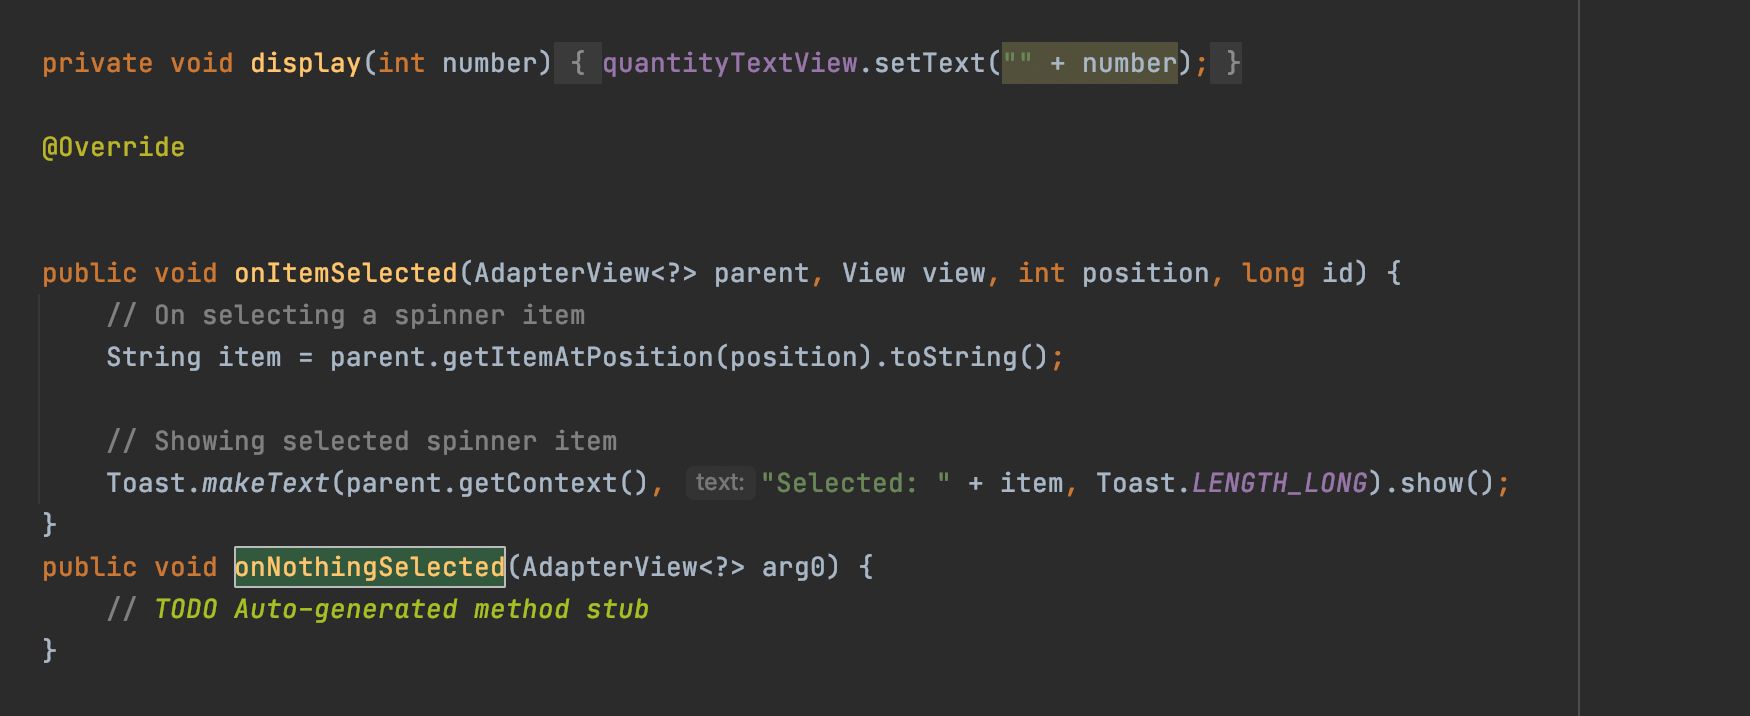 private void display(int number) { quantityTextView.setText("" + number); }
@Override
public void onItemSelected(AdapterView<?> parent, View view, int position, long id) {
// On selecting a spinner item
String item = parent.getItemAtPosition(position).toString();
// Showing selected spinner item
Toast.makeText(parent.getContext(), text: "Selected: " + item, Toast.LENGTH_LONG).show();
}
public void onNothingSelected(AdapterView<?> arg0) {
// TODO Auto-generated method stub
}